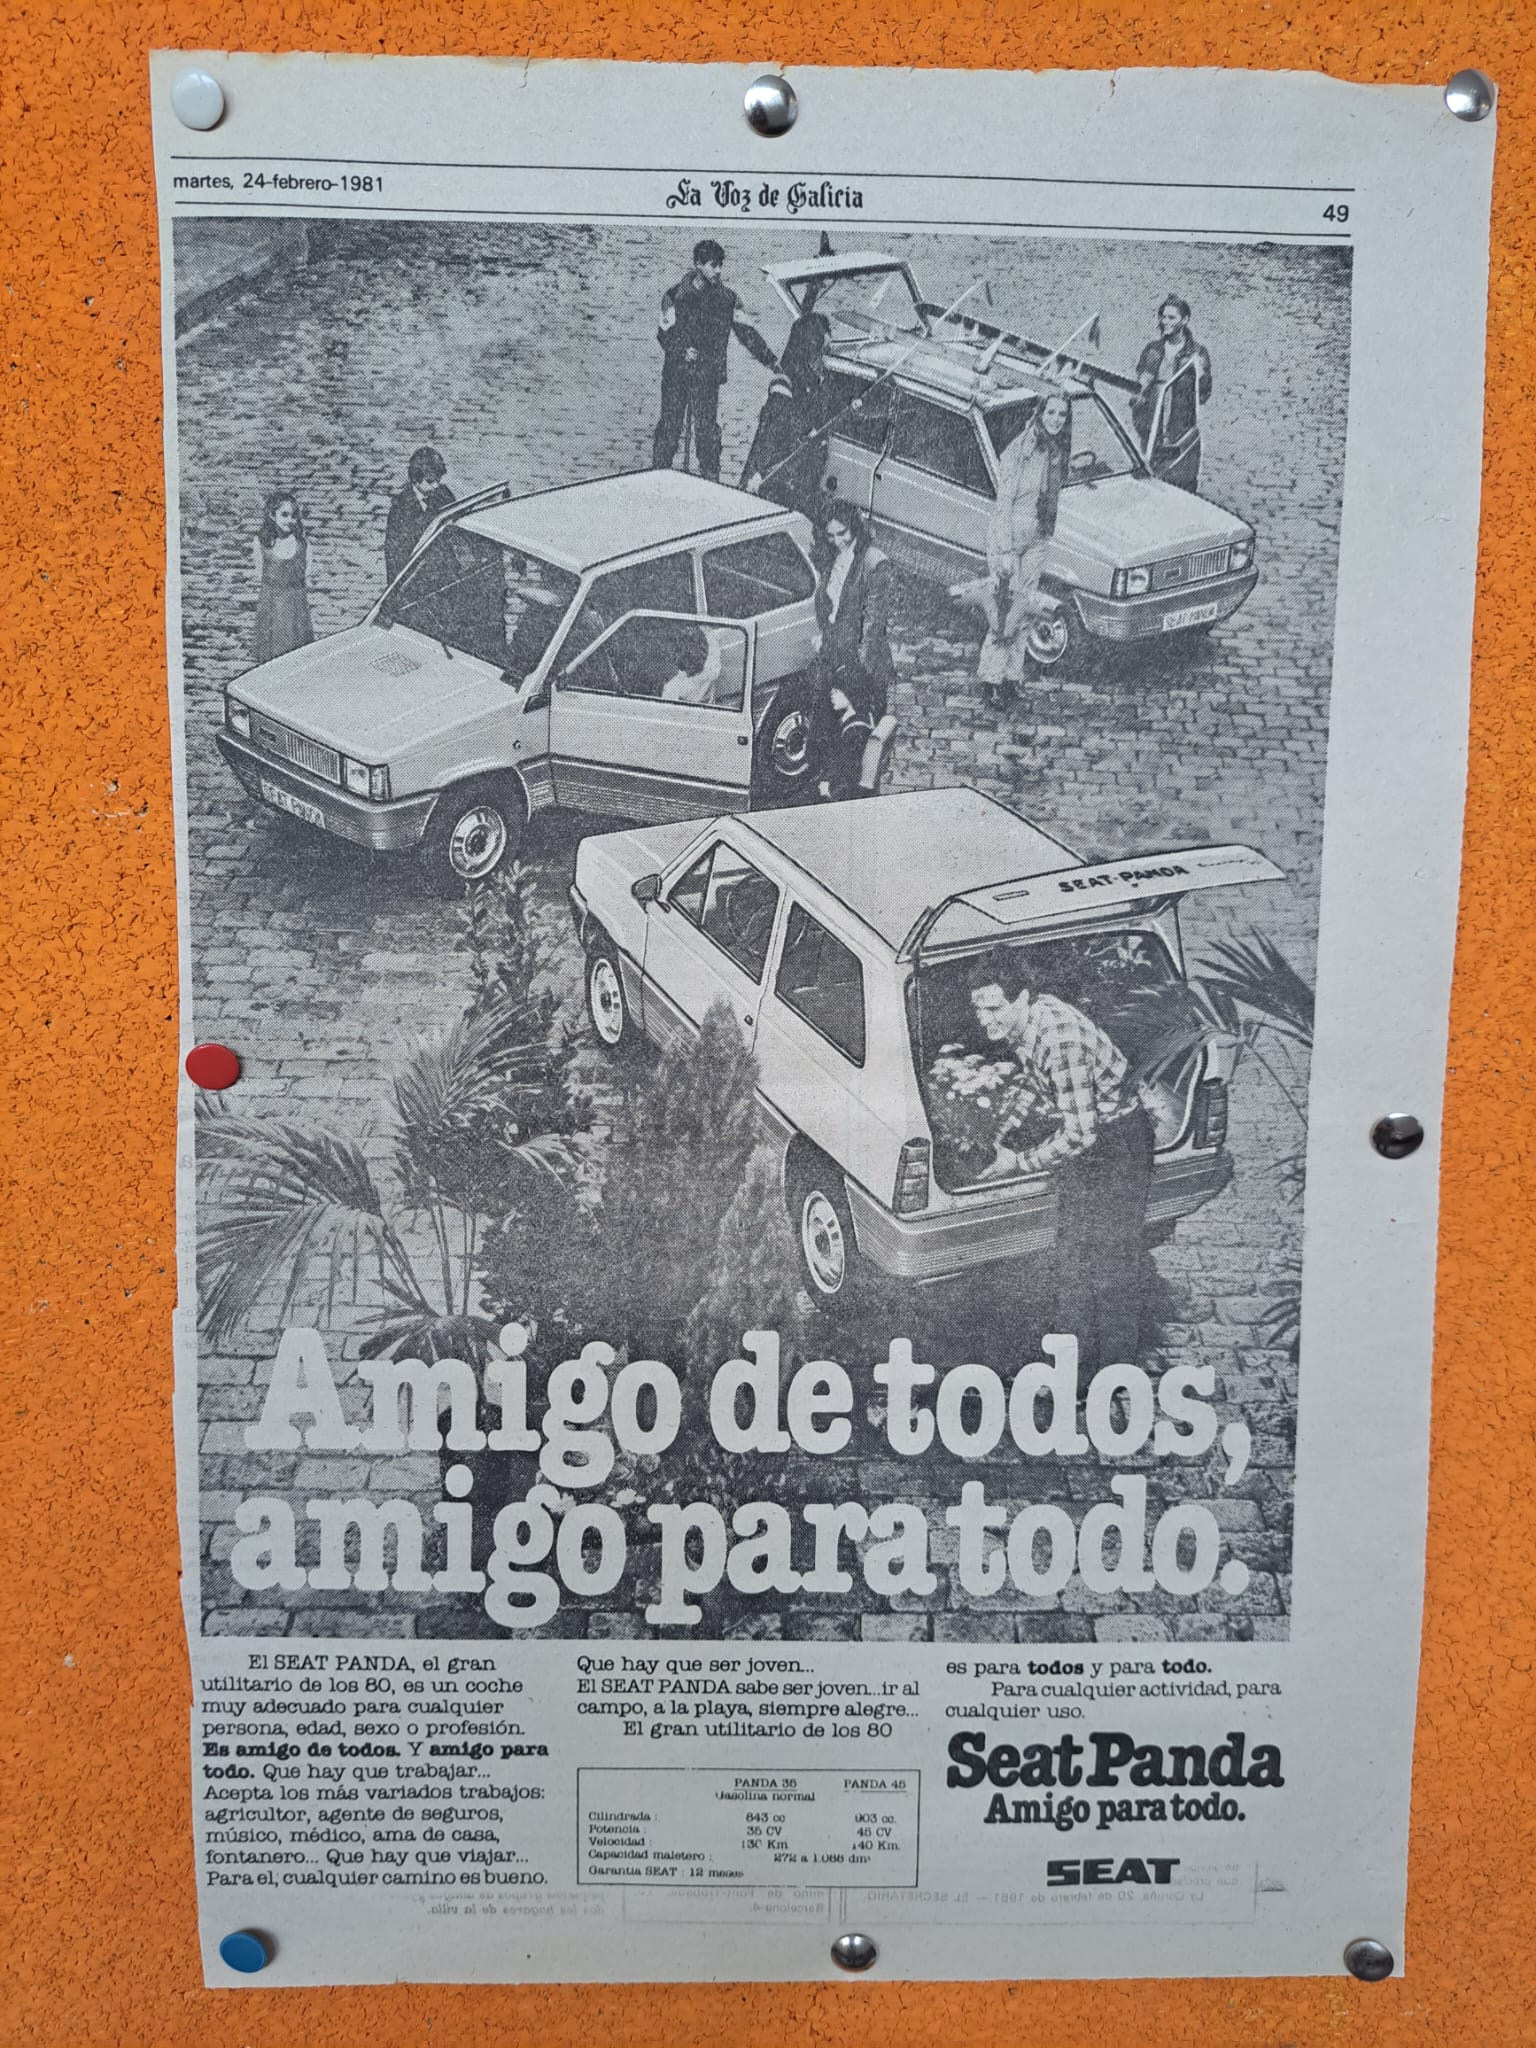 martes, 24-febrero-1981
La Voz de Galicia
49
SEAT PANDA
SEAT PANDA
SEAT-PANDA
Amigo de todos,
amigo para todo.
El SEAT PANDA, el gran
utilitario de los 80, es un coche
muy adecuado para cualquier
persona, edad, sexo o profesión.
Es amigo de todos. Y amigo para
todo. Que hay que trabajar...
Acepta los más variados trabajos:
agricultor, agente de seguros,
músico, médico, ama de casa,
fontanero... Que hay que viajar...
Para el, cualquier camino es bueno.
Que hay que ser joven...
El SEAT PANDA sabe ser joven...ir al
campo, a la playa, siempre alegre...
El gran utilitario de los 80
PANDA 35 PANDA 45
Gasolina normal
Cilindrada : 843 cc 903 cc.
Potencia : 35 CV 45 CV
Velocidad : 130 Km 140 Km.
Capacidad maletero : 272 a 1.088 dm³
Garantia SEAT : 12 meses
es para todos y para todo.
Para cualquier actividad, para
cualquier uso.
Seat Panda
Amigo para todo.
SEAT